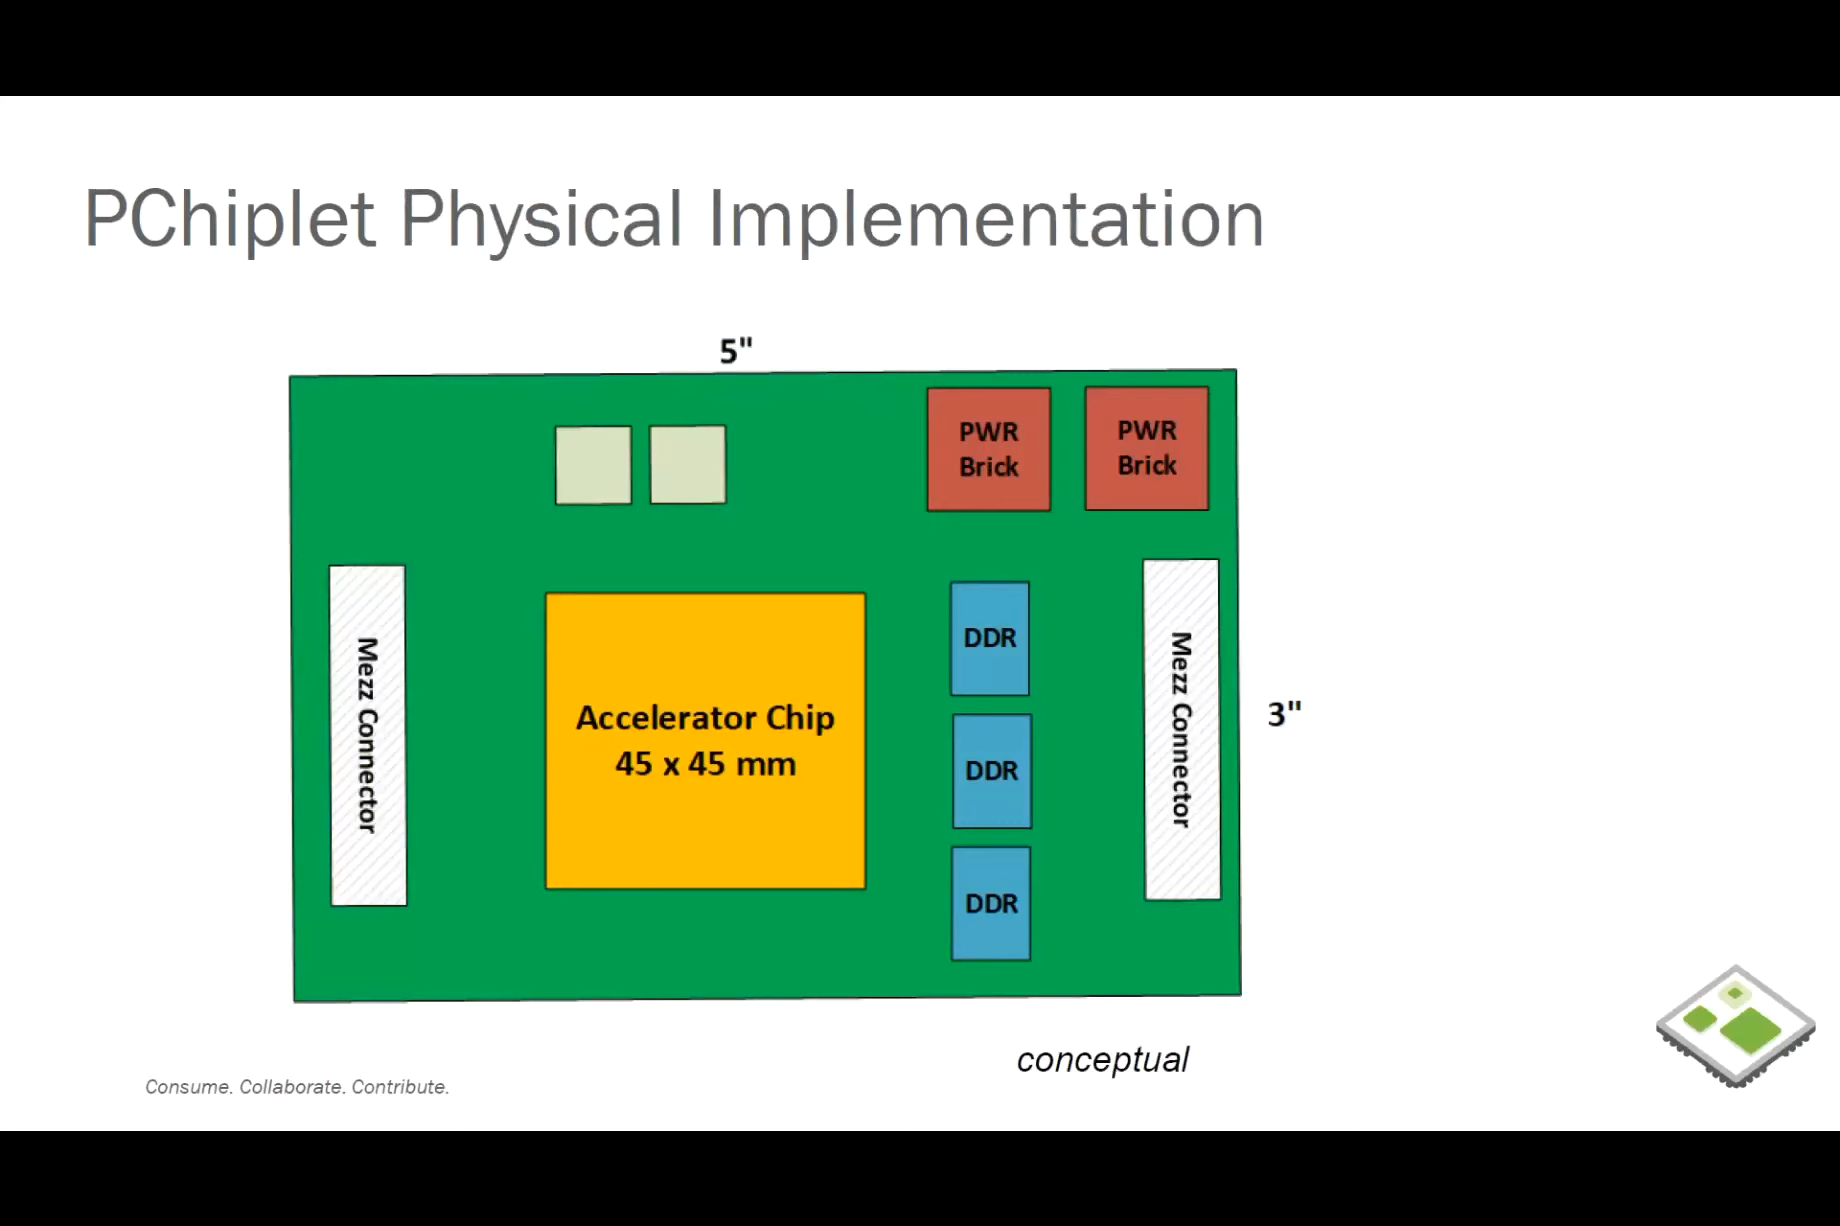 PChiplet Physical Implementation
5"
PWR
Brick
PWR
Brick
Mezz Connector
Accelerator Chip
45 x 45 mm
DDR
DDR
DDR
Mezz Connector
3"
conceptual
Consume. Collaborate. Contribute.